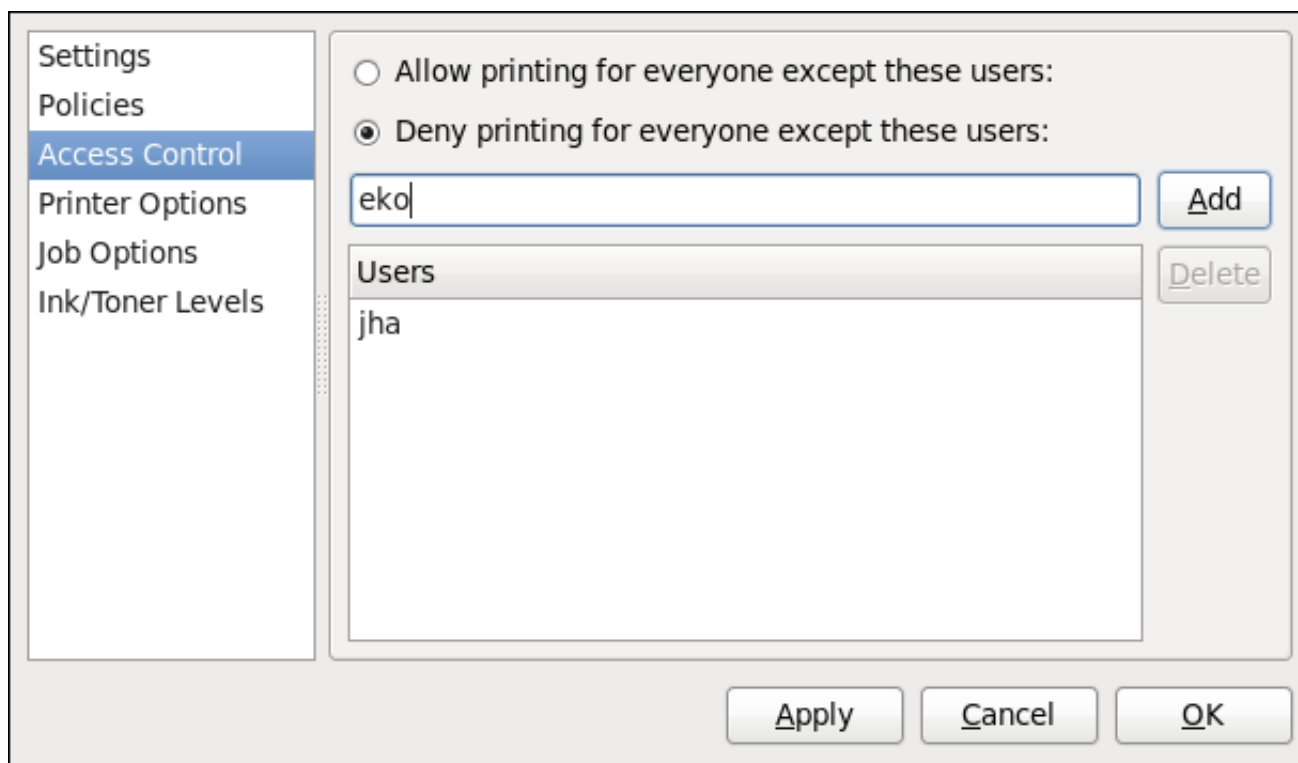 Settings
Policies
Access Control
Printer Options
Job Options
Ink/Toner Levels
Allow printing for everyone except these users:
Deny printing for everyone except these users:
eko
Add
Users
Delete
jha
Apply
Cancel
OK